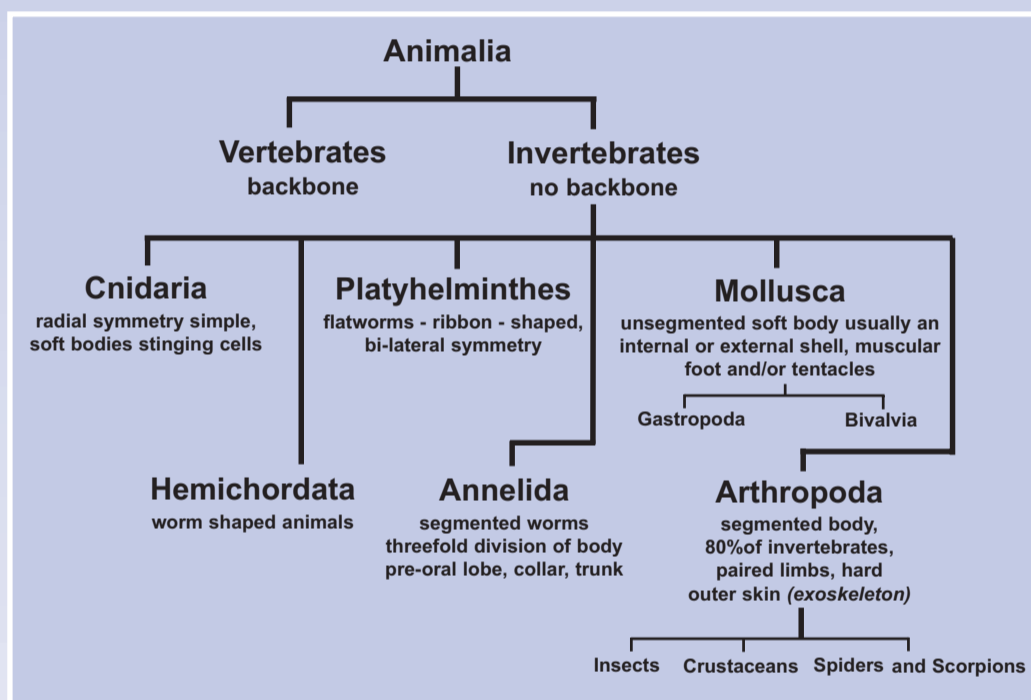 Animalia
Vertebrates
backbone
Invertebrates
no backbone
Cnidaria
radial symmetry simple,
soft bodies stinging cells
Platyhelminthes
flatworms - ribbon - shaped,
bi-lateral symmetry
Mollusca
unsegmented soft body usually an
internal or external shell, muscular
foot and/or tentacles
Gastropoda
Bivalvia
Hemichordata
worm shaped animals
Annelida
segmented worms
threefold division of body
pre-oral lobe, collar, trunk
Arthropoda
segmented body,
80%of invertebrates,
paired limbs, hard
outer skin (exoskeleton)
Insects
Crustaceans
Spiders and Scorpions